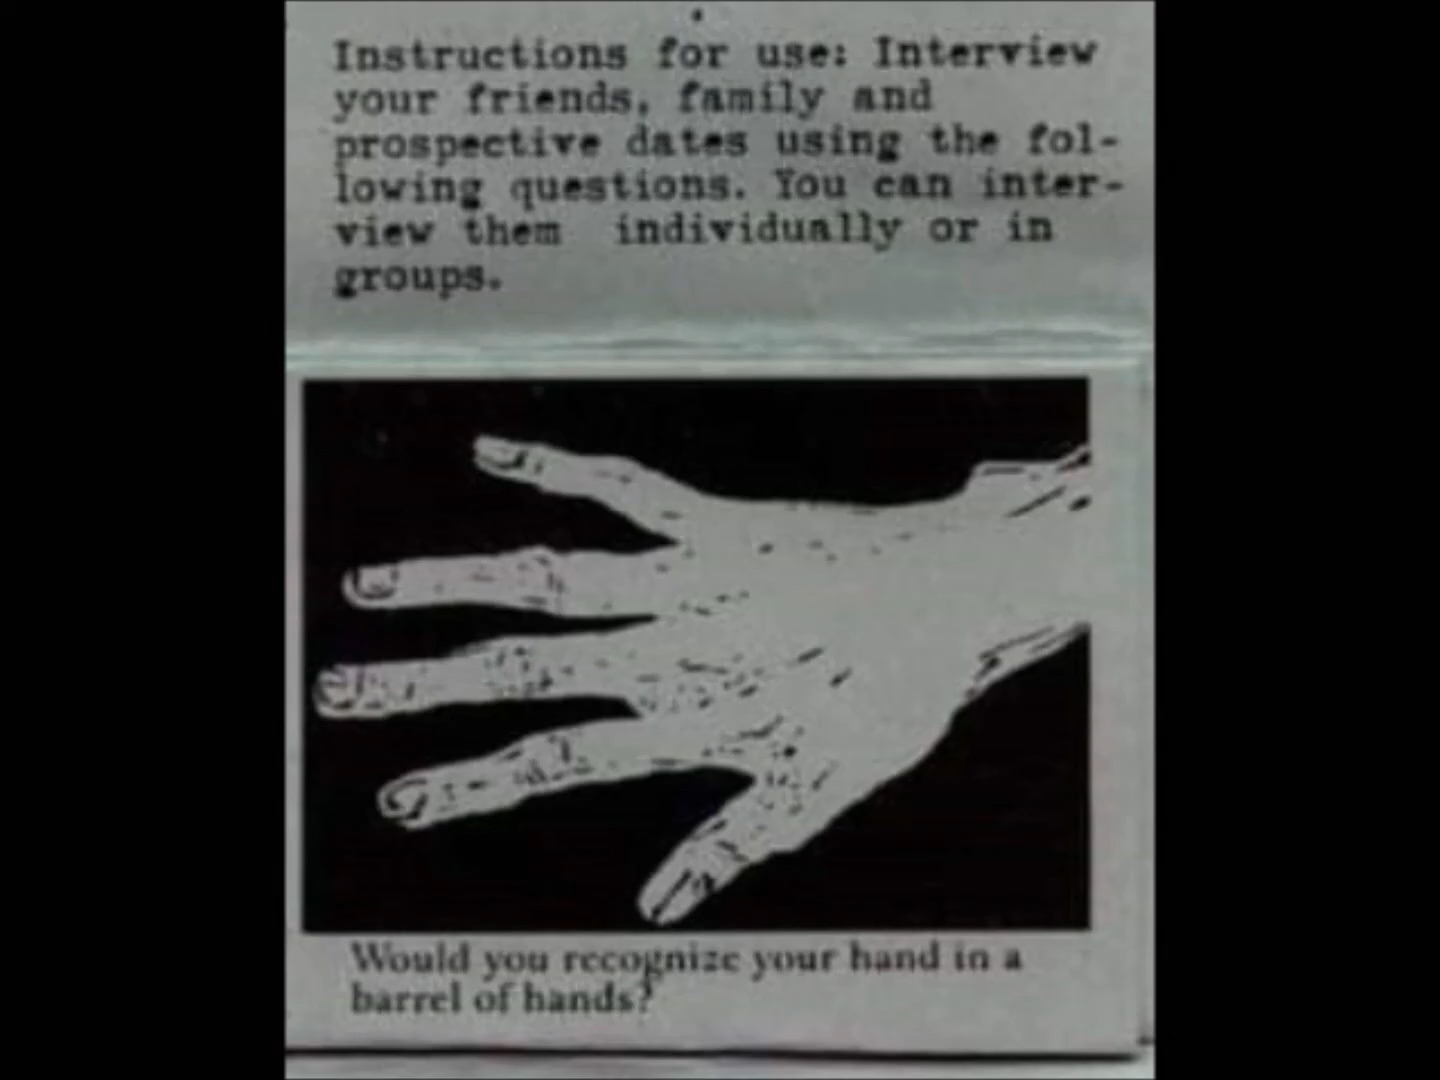 Instructions for use: Interview
your friends, family and
prospective dates using the fol-
lowing questions. You can inter-
view them individually or in
groups.
Would you recognize your hand in a
barrel of hands?